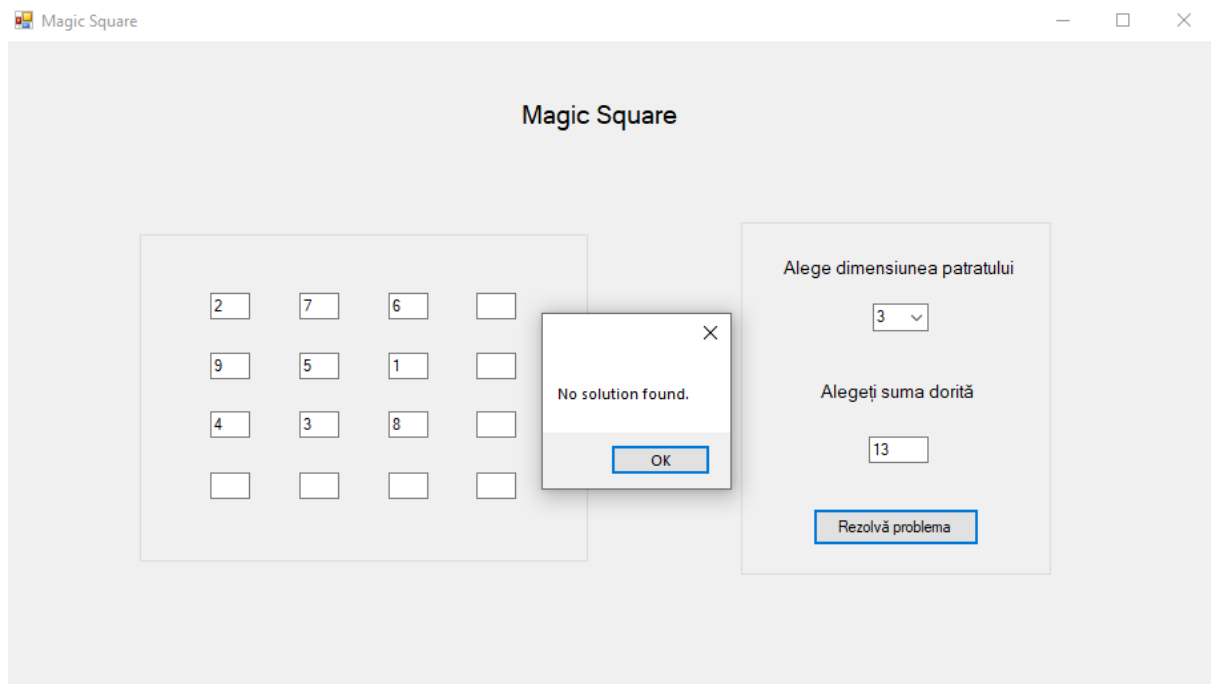 Magic Square
Magic Square
Alege dimensiunea patratului
3
Alegeți suma dorită
13
Rezolvă problema
2 7 6
9 5 1
4 3 8
No solution found.
OK